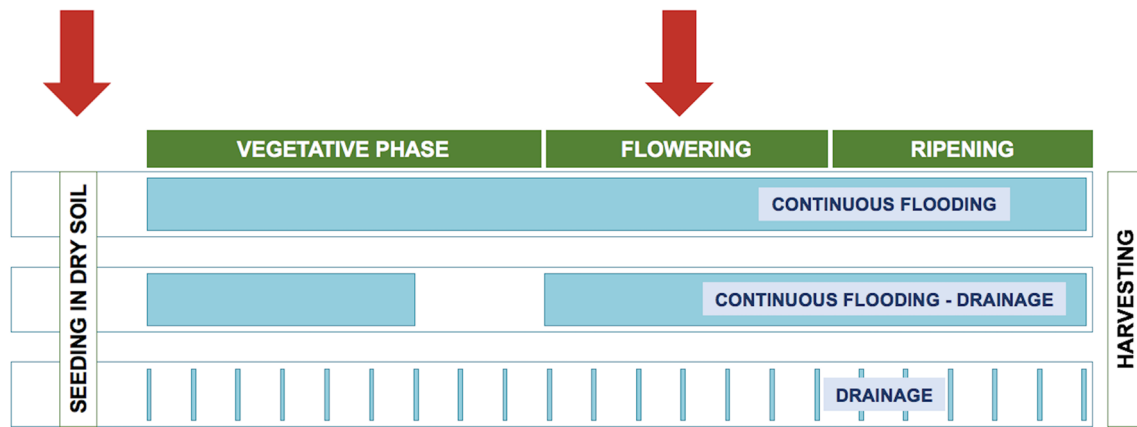 VEGETATIVE PHASE
FLOWERING
RIPENING
SEEDING IN DRY SOIL
CONTINUOUS FLOODING
CONTINUOUS FLOODING - DRAINAGE
DRAINAGE
HARVESTING